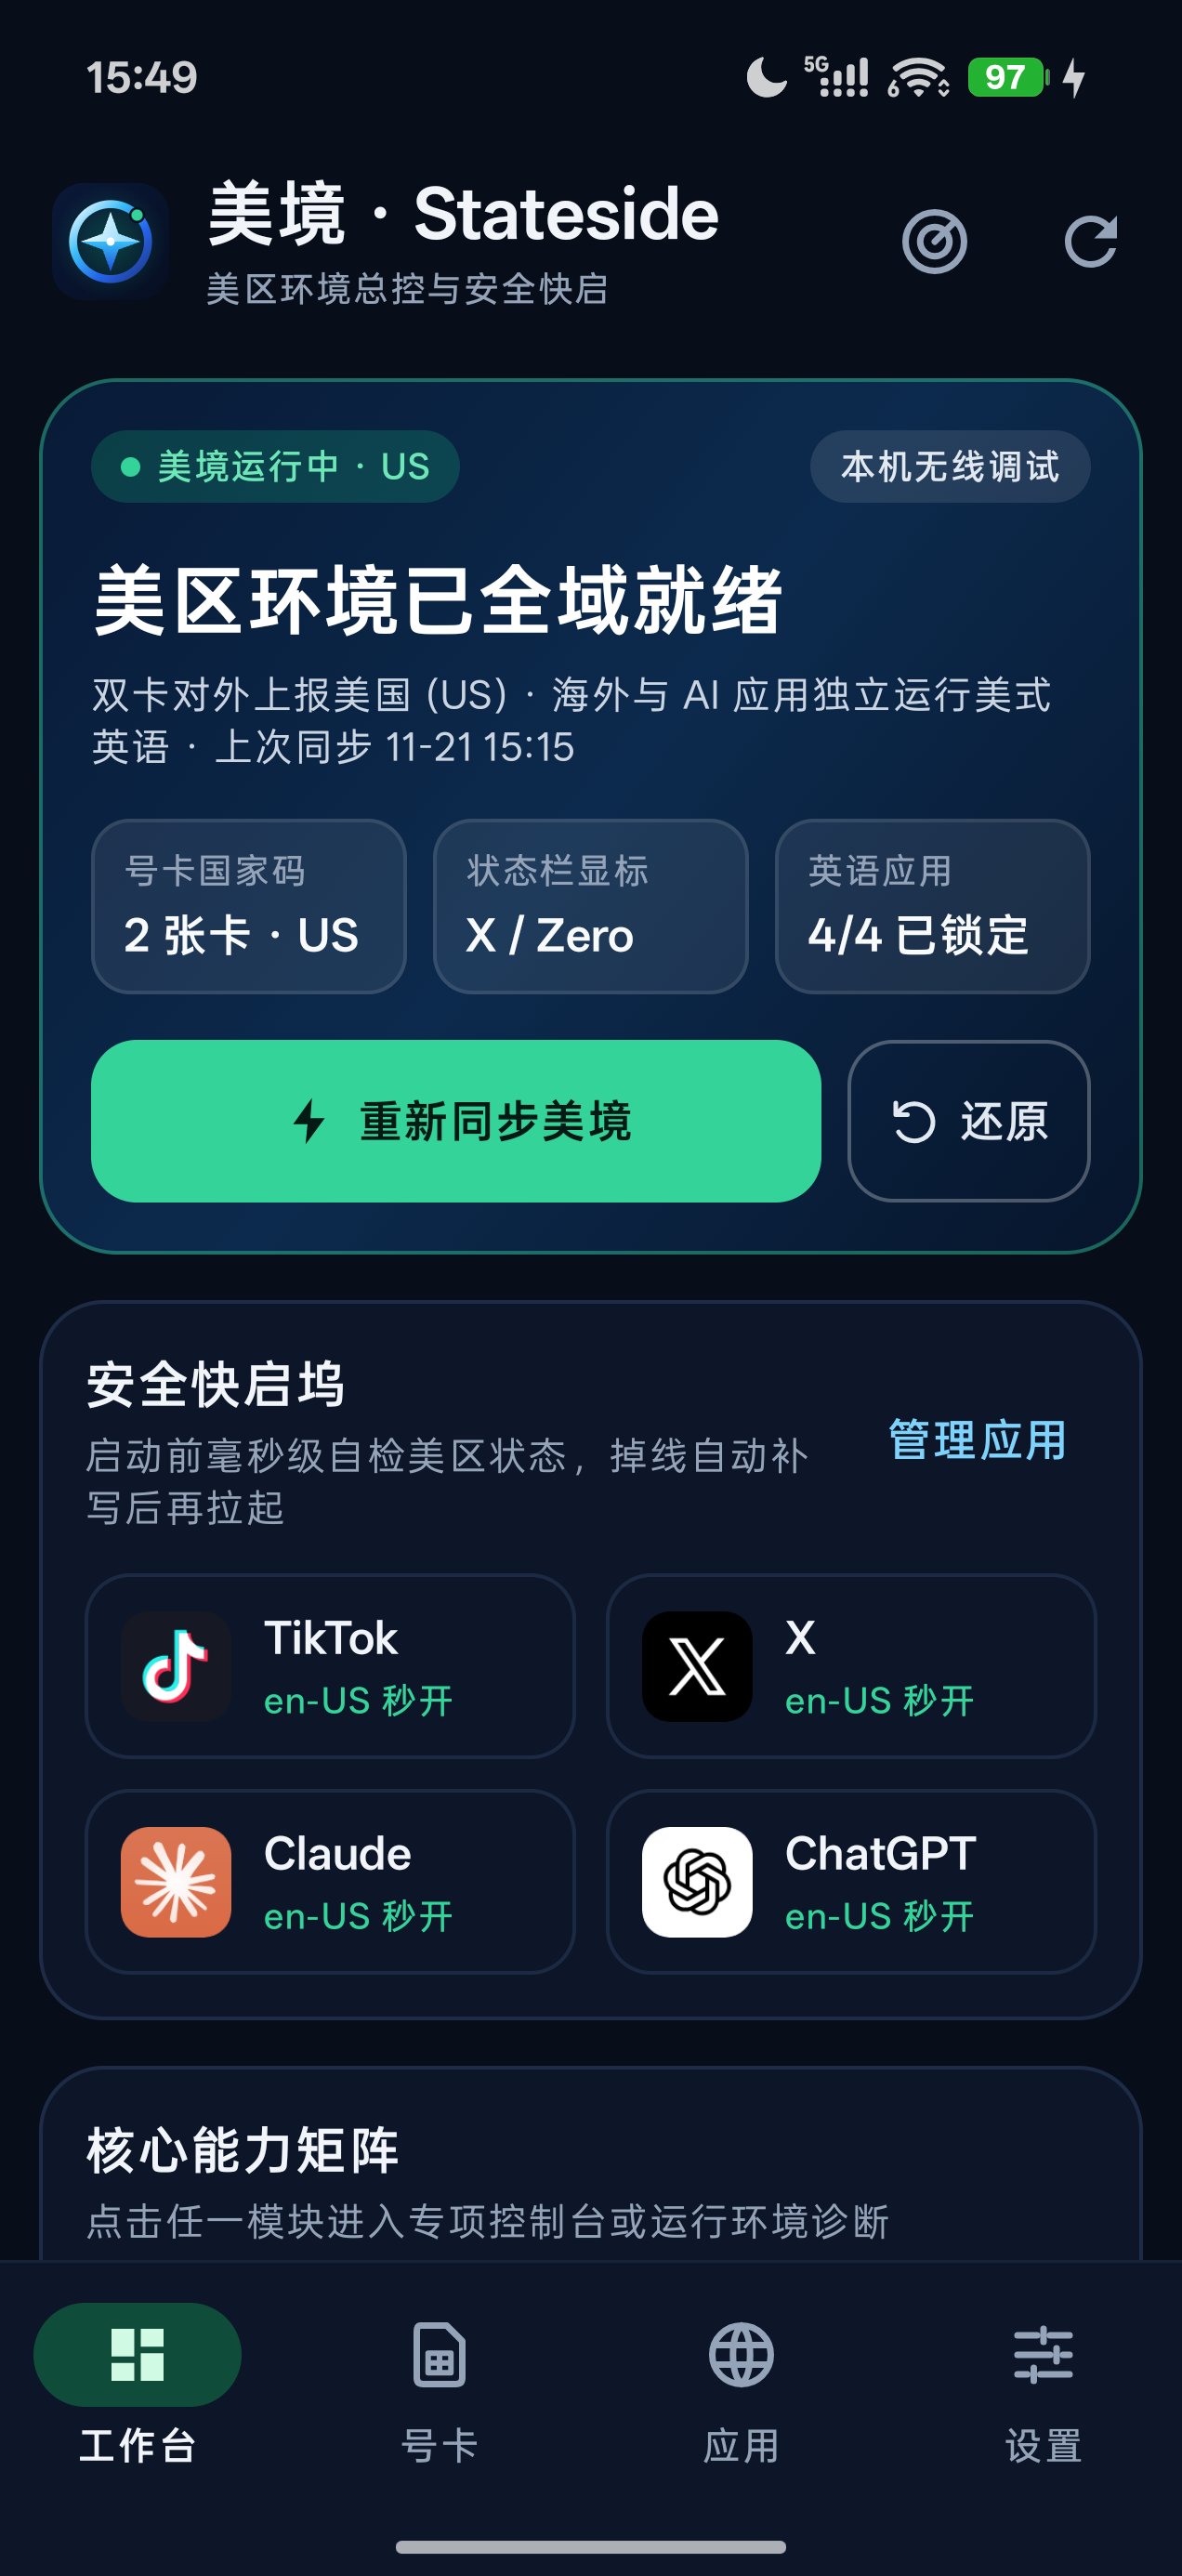 15:49
5G 6 97
美境 · Stateside
美区环境总控与安全快启
美境运行中 · US
本机无线调试
美区环境已全域就绪
双卡对外上报美国 (US) · 海外与 AI 应用独立运行美式
英语 · 上次同步 11-21 15:15
号卡国家码
2 张卡 · US
状态栏显标
X / Zero
英语应用
4/4 已锁定
重新同步美境
还原
安全快启坞
启动前毫秒级自检美区状态，掉线自动补
写后再拉起
管理应用
TikTok
en-US 秒开
X
en-US 秒开
Claude
en-US 秒开
ChatGPT
en-US 秒开
核心能力矩阵
点击任一模块进入专项控制台或运行环境诊断
工作台
号卡
应用
设置